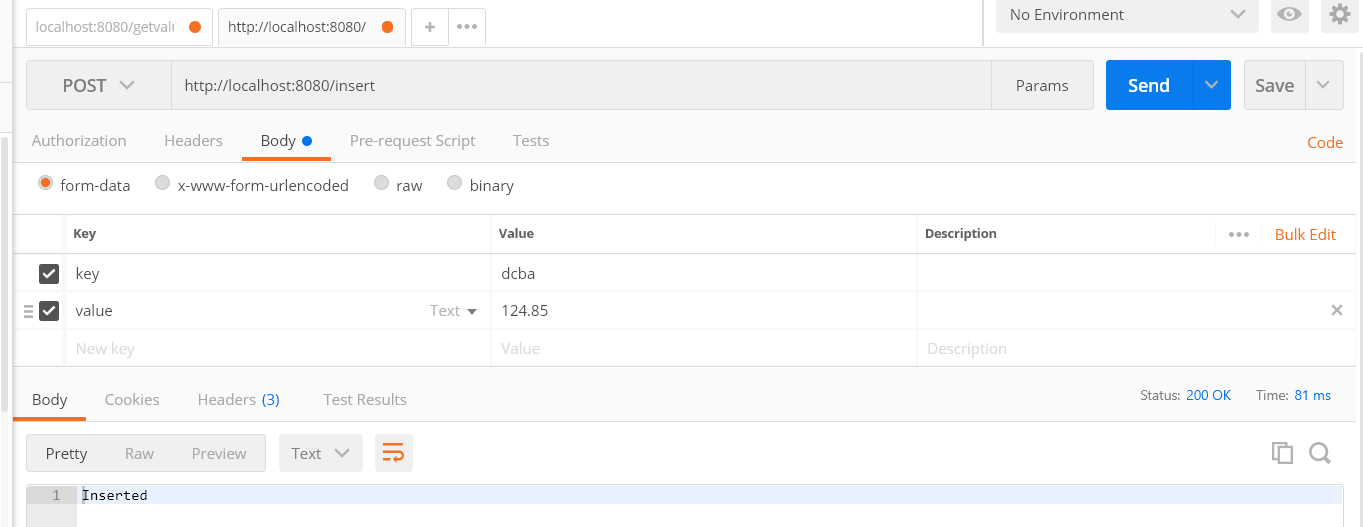 localhost:8080/getvalu
http://localhost:8080/
+
No Environment
POST http://localhost:8080/insert Params Send Save
Authorization Headers Body Pre-request Script Tests Code
form-data x-www-form-urlencoded raw binary
Key Value Description Bulk Edit
key dcba
value Text 124.85
New key Value Description
Body Cookies Headers (3) Test Results Status: 200 OK Time: 81 ms
Pretty Raw Preview Text
1 Inserted